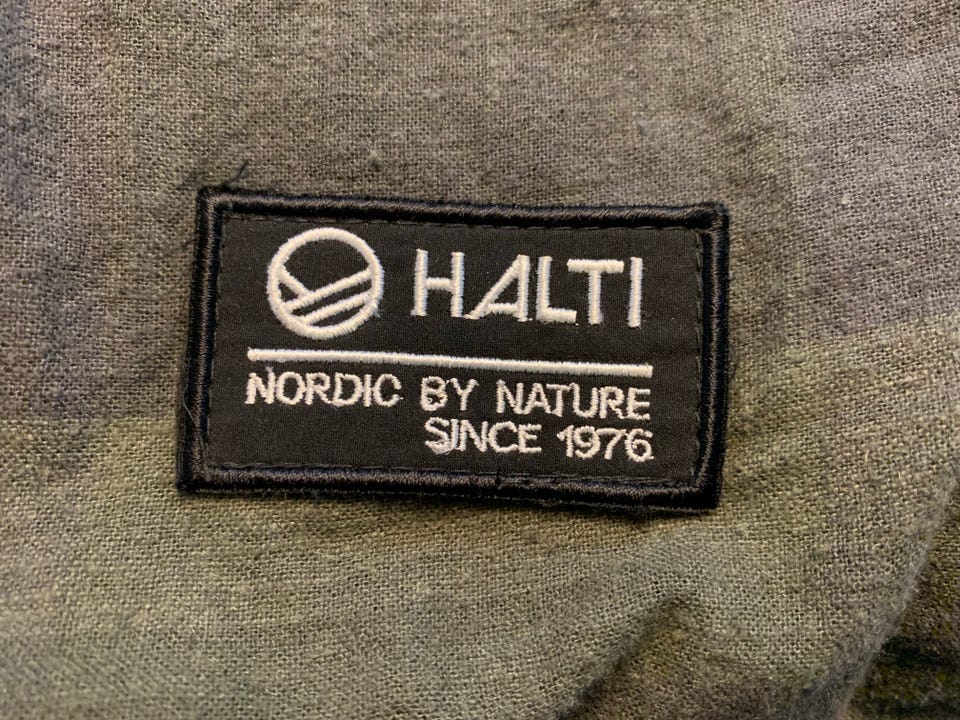 HALTI
NORDIC BY NATURE
SINCE 1976